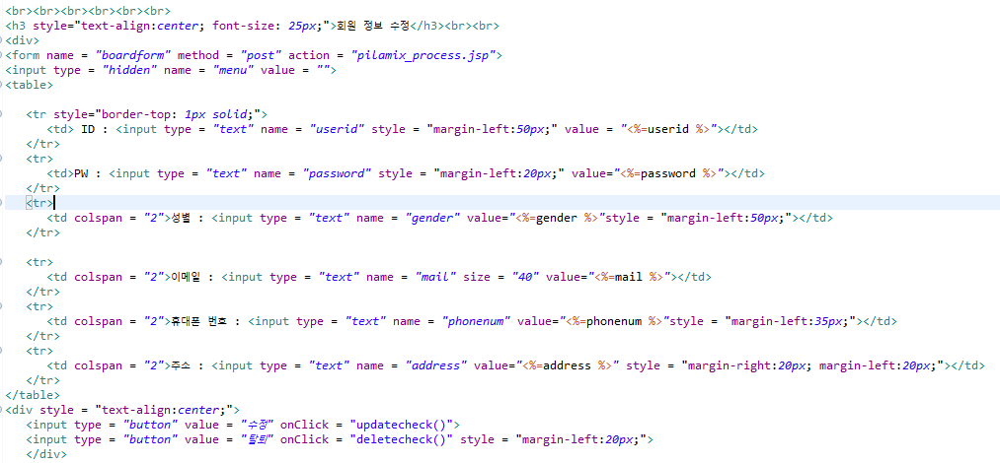 <br><br><br><br><br><br>
<h3 style="text-align:center; font-size: 25px;">회원 정보 수정</h3><br><br>
<div>
<form name = "boardform" method = "post" action = "pilamix_process.jsp">
<input type = "hidden" name = "menu" value = "">
<table>
<tr style="border-top: 1px solid;">
<td> ID : <input type = "text" name = "userid" style = "margin-left:50px;" value = "<%=userid %>"></td>
</tr>
<tr>
<td>PW : <input type = "text" name = "password" style = "margin-left:20px;" value="<%=password %>"></td>
</tr>
<tr>
<td colspan = "2">성별 : <input type = "text" name = "gender" value="<%=gender %>"style = "margin-left:50px;"></td>
</tr>
<tr>
<td colspan = "2">이메일 : <input type = "text" name = "mail" size = "40" value="<%=mail %>"></td>
</tr>
<tr>
<td colspan = "2">휴대폰 번호 : <input type = "text" name = "phonenum" value="<%=phonenum %>"style = "margin-left:35px;"></td>
</tr>
<tr>
<td colspan = "2">주소 : <input type = "text" name = "address" value="<%=address %>" style = "margin-right:20px; margin-left:20px;"></td>
</tr>
</table>
<div style = "text-align:center;">
<input type = "button" value = "수정" onClick = "updatecheck()">
<input type = "button" value = "탈퇴" onClick = "deletecheck()" style = "margin-left:20px;">
</div>